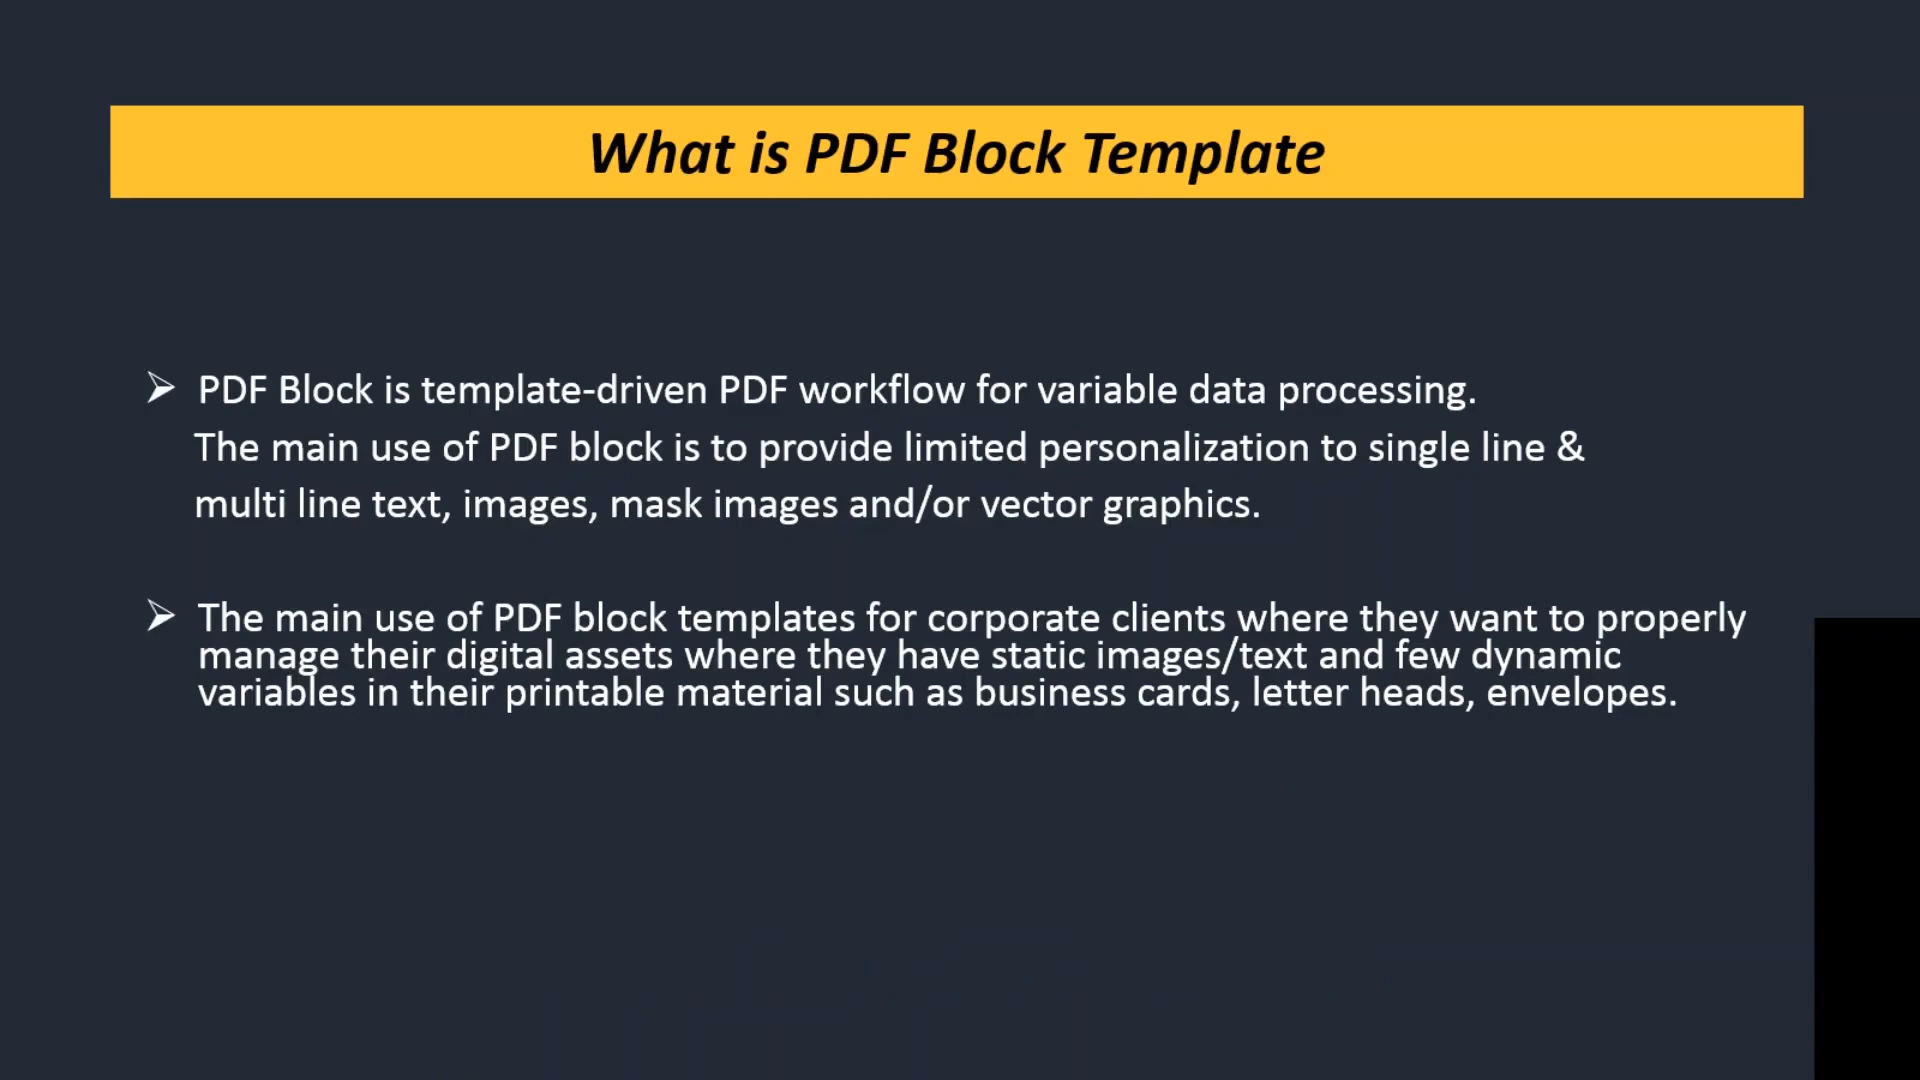 What is PDF Block Template
➢ PDF Block is template-driven PDF workflow for variable data processing.
The main use of PDF block is to provide limited personalization to single line &
multi line text, images, mask images and/or vector graphics.
➢ The main use of PDF block templates for corporate clients where they want to properly
manage their digital assets where they have static images/text and few dynamic
variables in their printable material such as business cards, letter heads, envelopes.